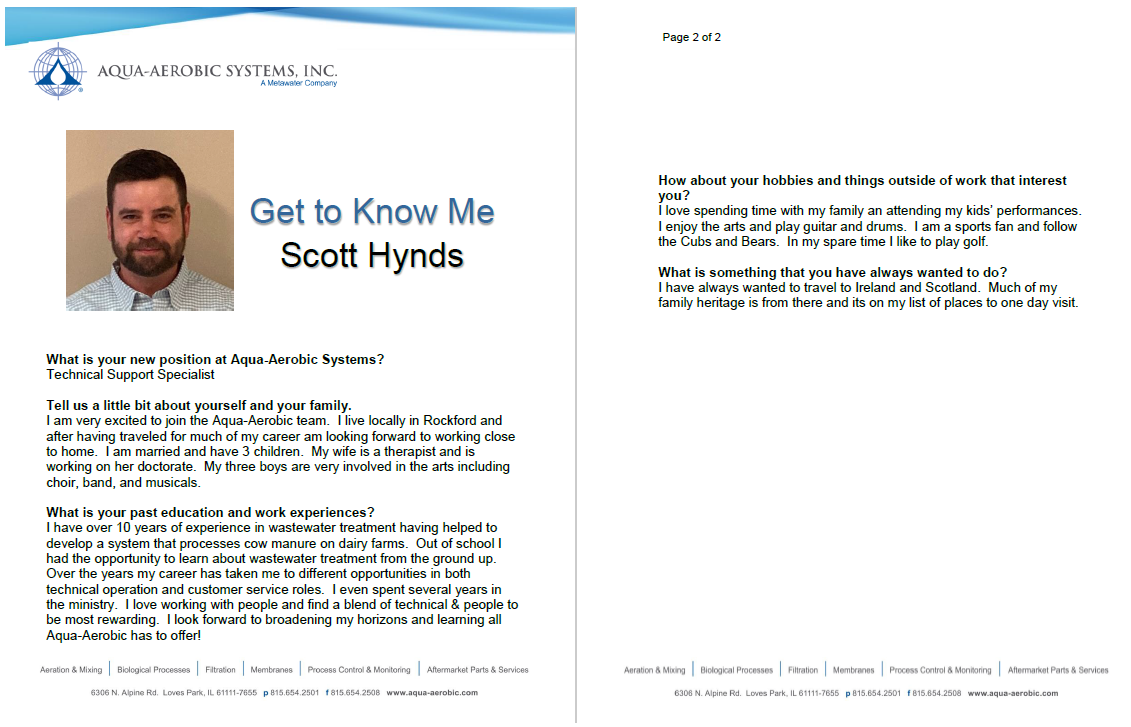 AQUA-AEROBIC SYSTEMS, INC.
A Metawater Company
®
Get to Know Me
Scott Hynds
What is your new position at Aqua-Aerobic Systems?
Technical Support Specialist
Tell us a little bit about yourself and your family.
I am very excited to join the Aqua-Aerobic team. I live locally in Rockford and
after having traveled for much of my career am looking forward to working close
to home. I am married and have 3 children. My wife is a therapist and is
working on her doctorate. My three boys are very involved in the arts including
choir, band, and musicals.
What is your past education and work experiences?
I have over 10 years of experience in wastewater treatment having helped to
develop a system that processes cow manure on dairy farms. Out of school I
had the opportunity to learn about wastewater treatment from the ground up.
Over the years my career has taken me to different opportunities in both
technical operation and customer service roles. I even spent several years in
the ministry. I love working with people and find a blend of technical & people to
be most rewarding. I look forward to broadening my horizons and learning all
Aqua-Aerobic has to offer!
Aeration & Mixing | Biological Processes | Filtration | Membranes | Process Control & Monitoring | Aftermarket Parts & Services
6306 N. Alpine Rd. Loves Park, IL 61111-7655 p 815.654.2501 f 815.654.2508 www.aqua-aerobic.com
Page 2 of 2
How about your hobbies and things outside of work that interest
you?
I love spending time with my family an attending my kids' performances.
I enjoy the arts and play guitar and drums. I am a sports fan and follow
the Cubs and Bears. In my spare time I like to play golf.
What is something that you have always wanted to do?
I have always wanted to travel to Ireland and Scotland. Much of my
family heritage is from there and its on my list of places to one day visit.
Aeration & Mixing | Biological Processes | Filtration | Membranes | Process Control & Monitoring | Aftermarket Parts & Services
6306 N. Alpine Rd. Loves Park, IL 61111-7655 p 815.654.2501 f 815.654.2508 www.aqua-aerobic.com